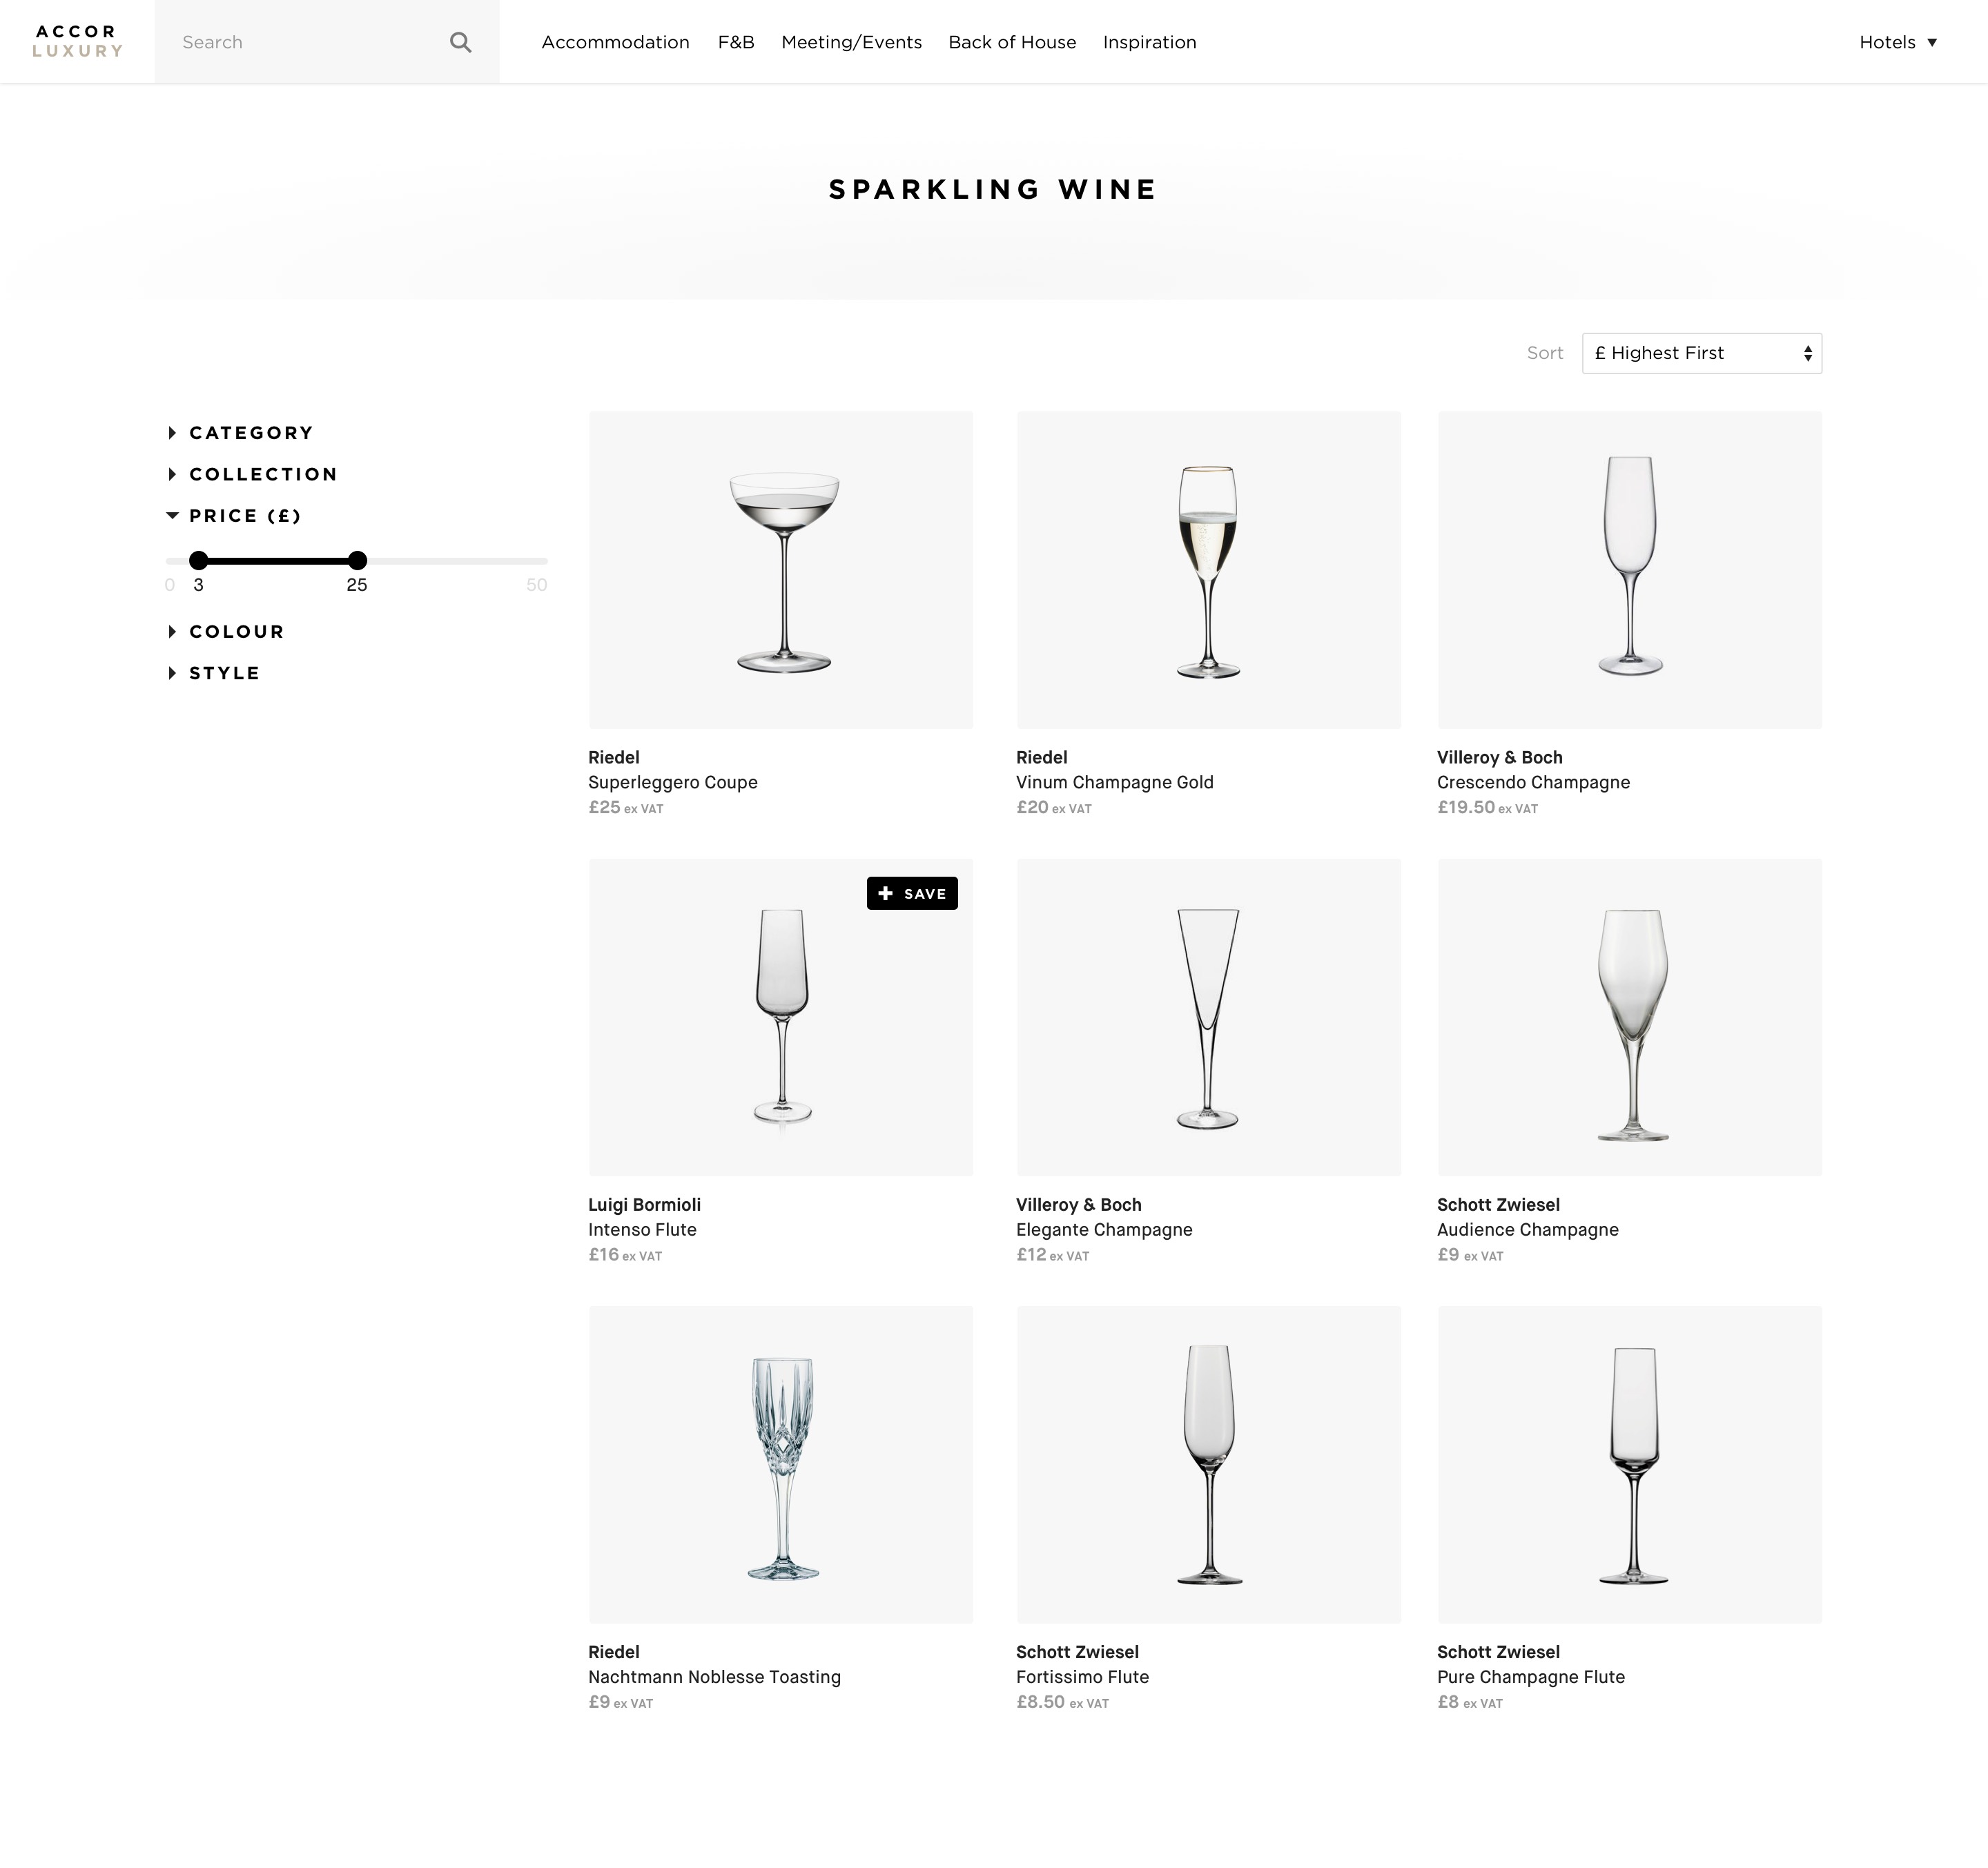 ACCOR
LUXURY
Search
Accommodation
F&B
Meeting/Events
Back of House
Inspiration
Hotels ▼
SPARKLING WINE
Sort
£ Highest First
CATEGORY
COLLECTION
PRICE (£)
0 3 25 50
COLOUR
STYLE
Riedel
Superleggero Coupe
£25 ex VAT
Riedel
Vinum Champagne Gold
£20 ex VAT
Villeroy & Boch
Crescendo Champagne
£19.50 ex VAT
+ SAVE
Luigi Bormioli
Intenso Flute
£16 ex VAT
Villeroy & Boch
Elegante Champagne
£12 ex VAT
Schott Zwiesel
Audience Champagne
£9 ex VAT
Riedel
Nachtmann Noblesse Toasting
£9 ex VAT
Schott Zwiesel
Fortissimo Flute
£8.50 ex VAT
Schott Zwiesel
Pure Champagne Flute
£8 ex VAT